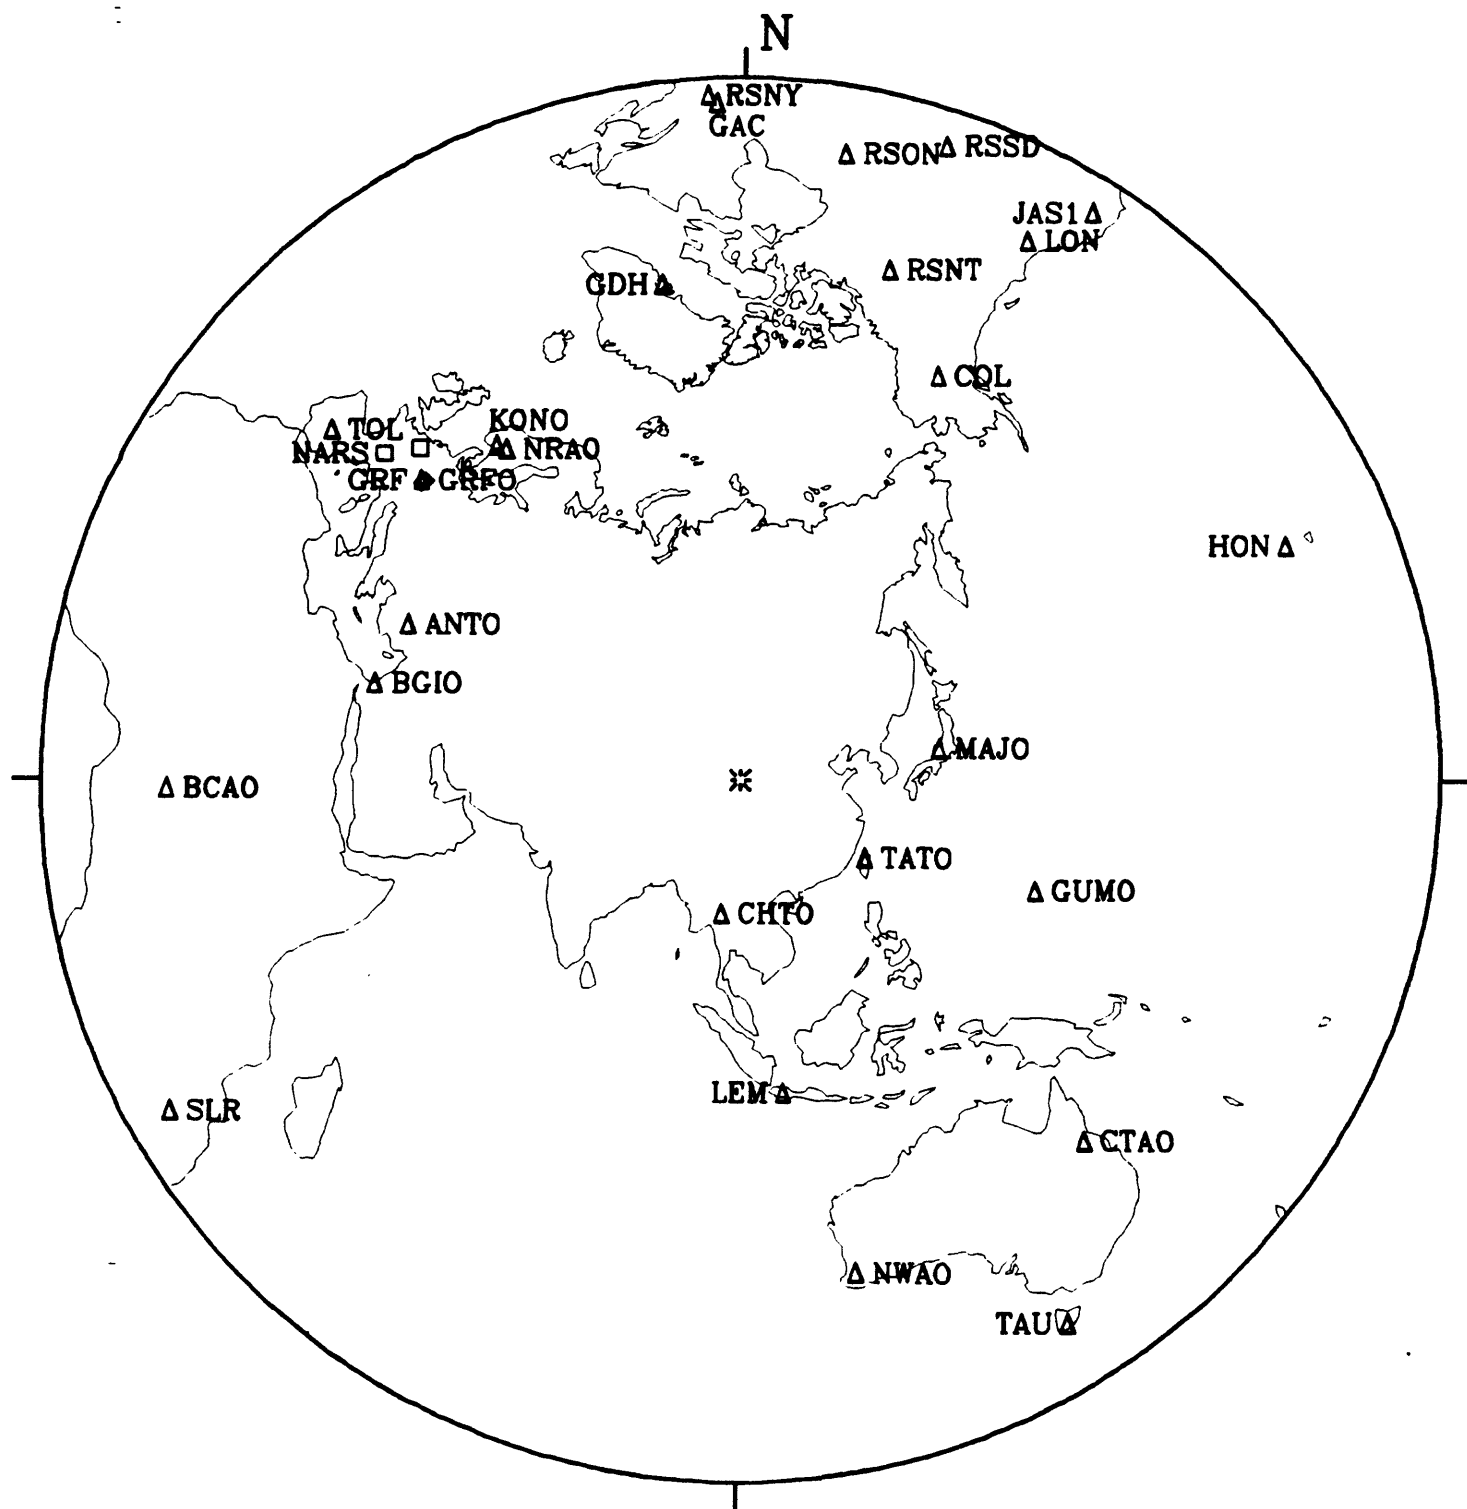 N
RSNY
GAC
RSON
RSSD
JAS1
LON
RSNT
GDH
COL
KONO
TOL
NARS
NRAO
GRF
GRFO
HON
ANTO
BGIO
MAJO
BCAO
TATO
GUMO
CHTO
LEM
SLR
CTAO
NWAO
TAU